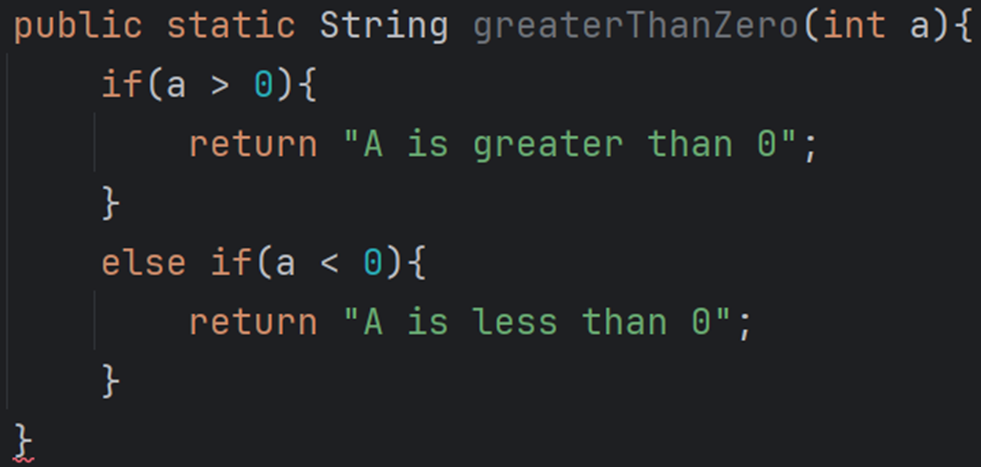 public static String greaterThanZero(int a){
    if(a > 0){
        return "A is greater than 0";
    }
    else if(a < 0){
        return "A is less than 0";
    }
}